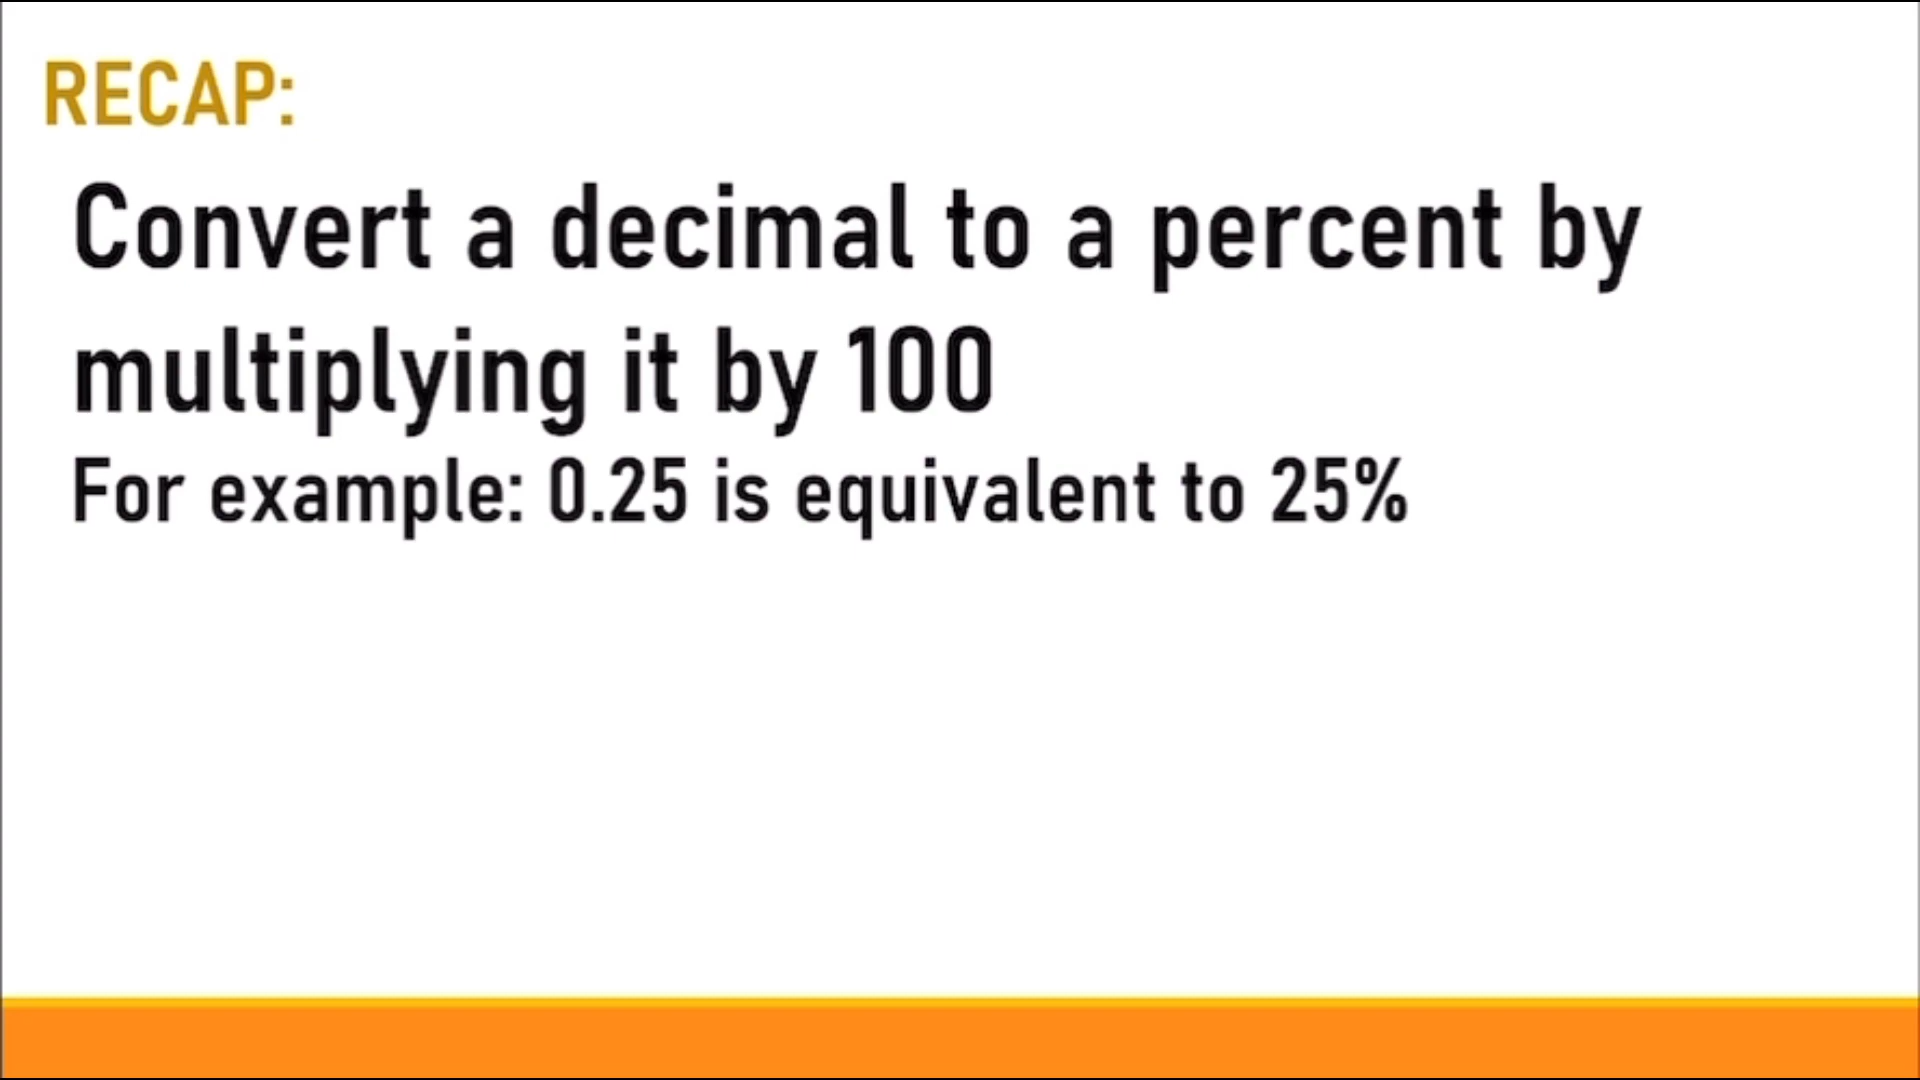 RECAP:
Convert a decimal to a percent by
multiplying it by 100
For example: 0.25 is equivalent to 25%